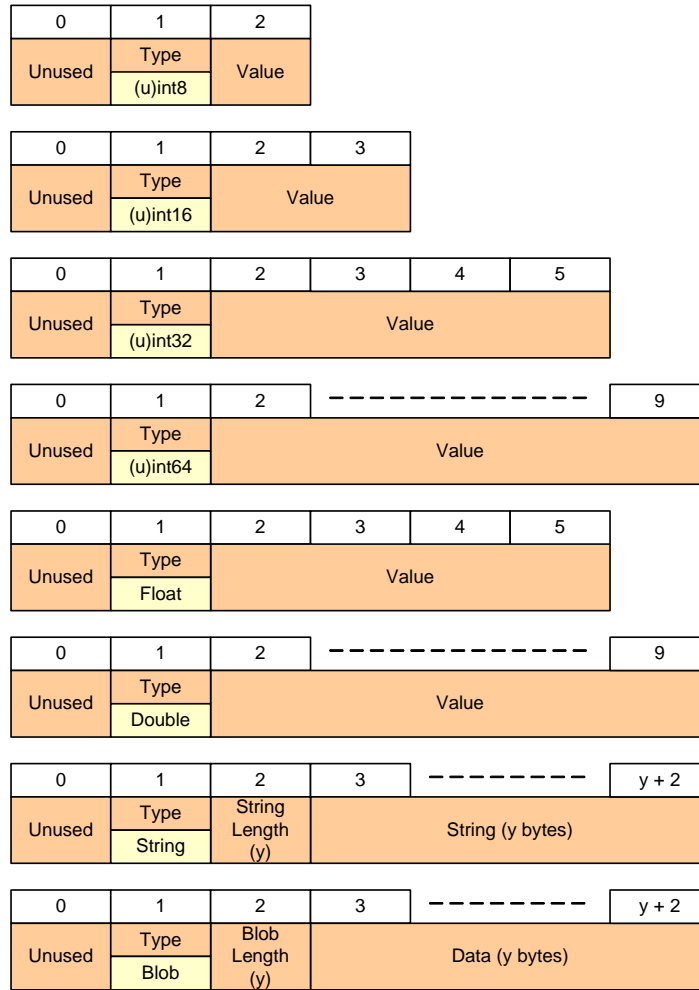 0 1 2
Unused Type Value
(u)int8
0 1 2 3
Unused Type Value
(u)int16
0 1 2 3 4 5
Unused Type Value
(u)int32
0 1 2 9
Unused Type Value
(u)int64
0 1 2 3 4 5
Unused Type Value
Float
0 1 2 9
Unused Type Value
Double
0 1 2 3 y + 2
Unused Type String Length (y) String (y bytes)
String
0 1 2 3 y + 2
Unused Type Blob Length (y) Data (y bytes)
Blob